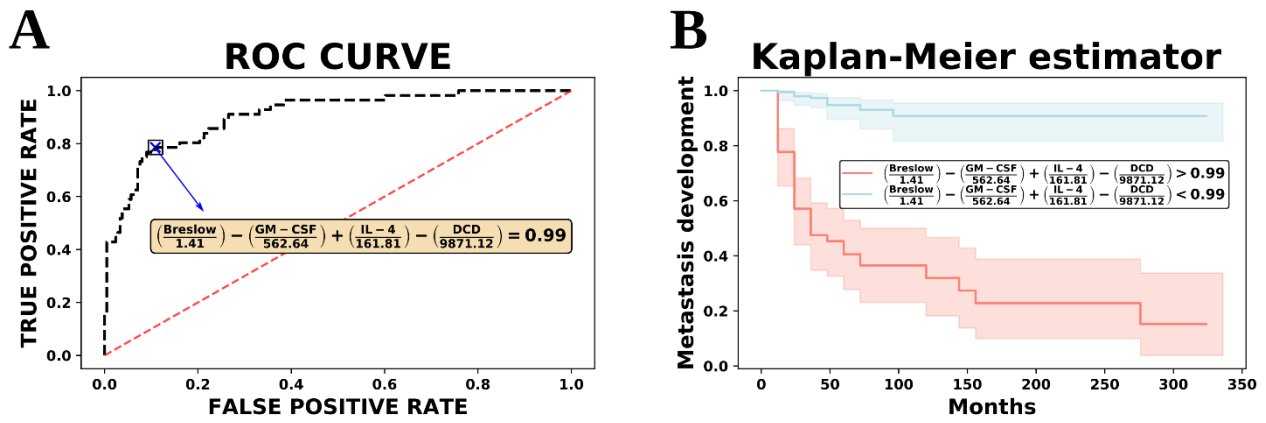 A
ROC CURVE
TRUE POSITIVE RATE
1.0
0.8
0.6
0.4
0.2
0.0
(Breslow/1.41) − (GM − CSF/562.64) + (IL − 4/161.81) − (DCD/9871.12) = 0.99
0.0 0.2 0.4 0.6 0.8 1.0
FALSE POSITIVE RATE
B
Kaplan-Meier estimator
Metastasis development
1.0
0.8
0.6
0.4
0.2
0.0
(Breslow/1.41) − (GM − CSF/562.64) + (IL − 4/161.81) − (DCD/9871.12) > 0.99
(Breslow/1.41) − (GM − CSF/562.64) + (IL − 4/161.81) − (DCD/9871.12) < 0.99
0 50 100 150 200 250 300 350
Months